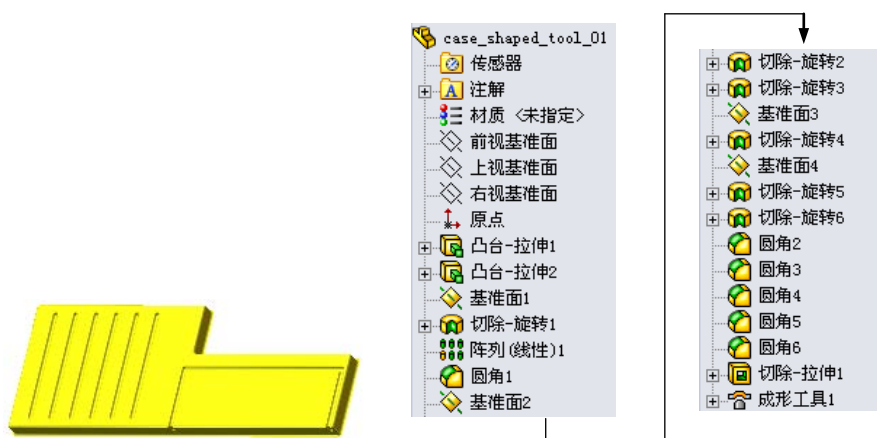 case_shaped_tool_01
传感器
注解
材质 <未指定>
前视基准面
上视基准面
右视基准面
原点
凸台-拉伸1
凸台-拉伸2
基准面1
切除-旋转1
阵列(线性)1
圆角1
基准面2
切除-旋转2
切除-旋转3
基准面3
切除-旋转4
基准面4
切除-旋转5
切除-旋转6
圆角2
圆角3
圆角4
圆角5
圆角6
切除-拉伸1
成形工具1